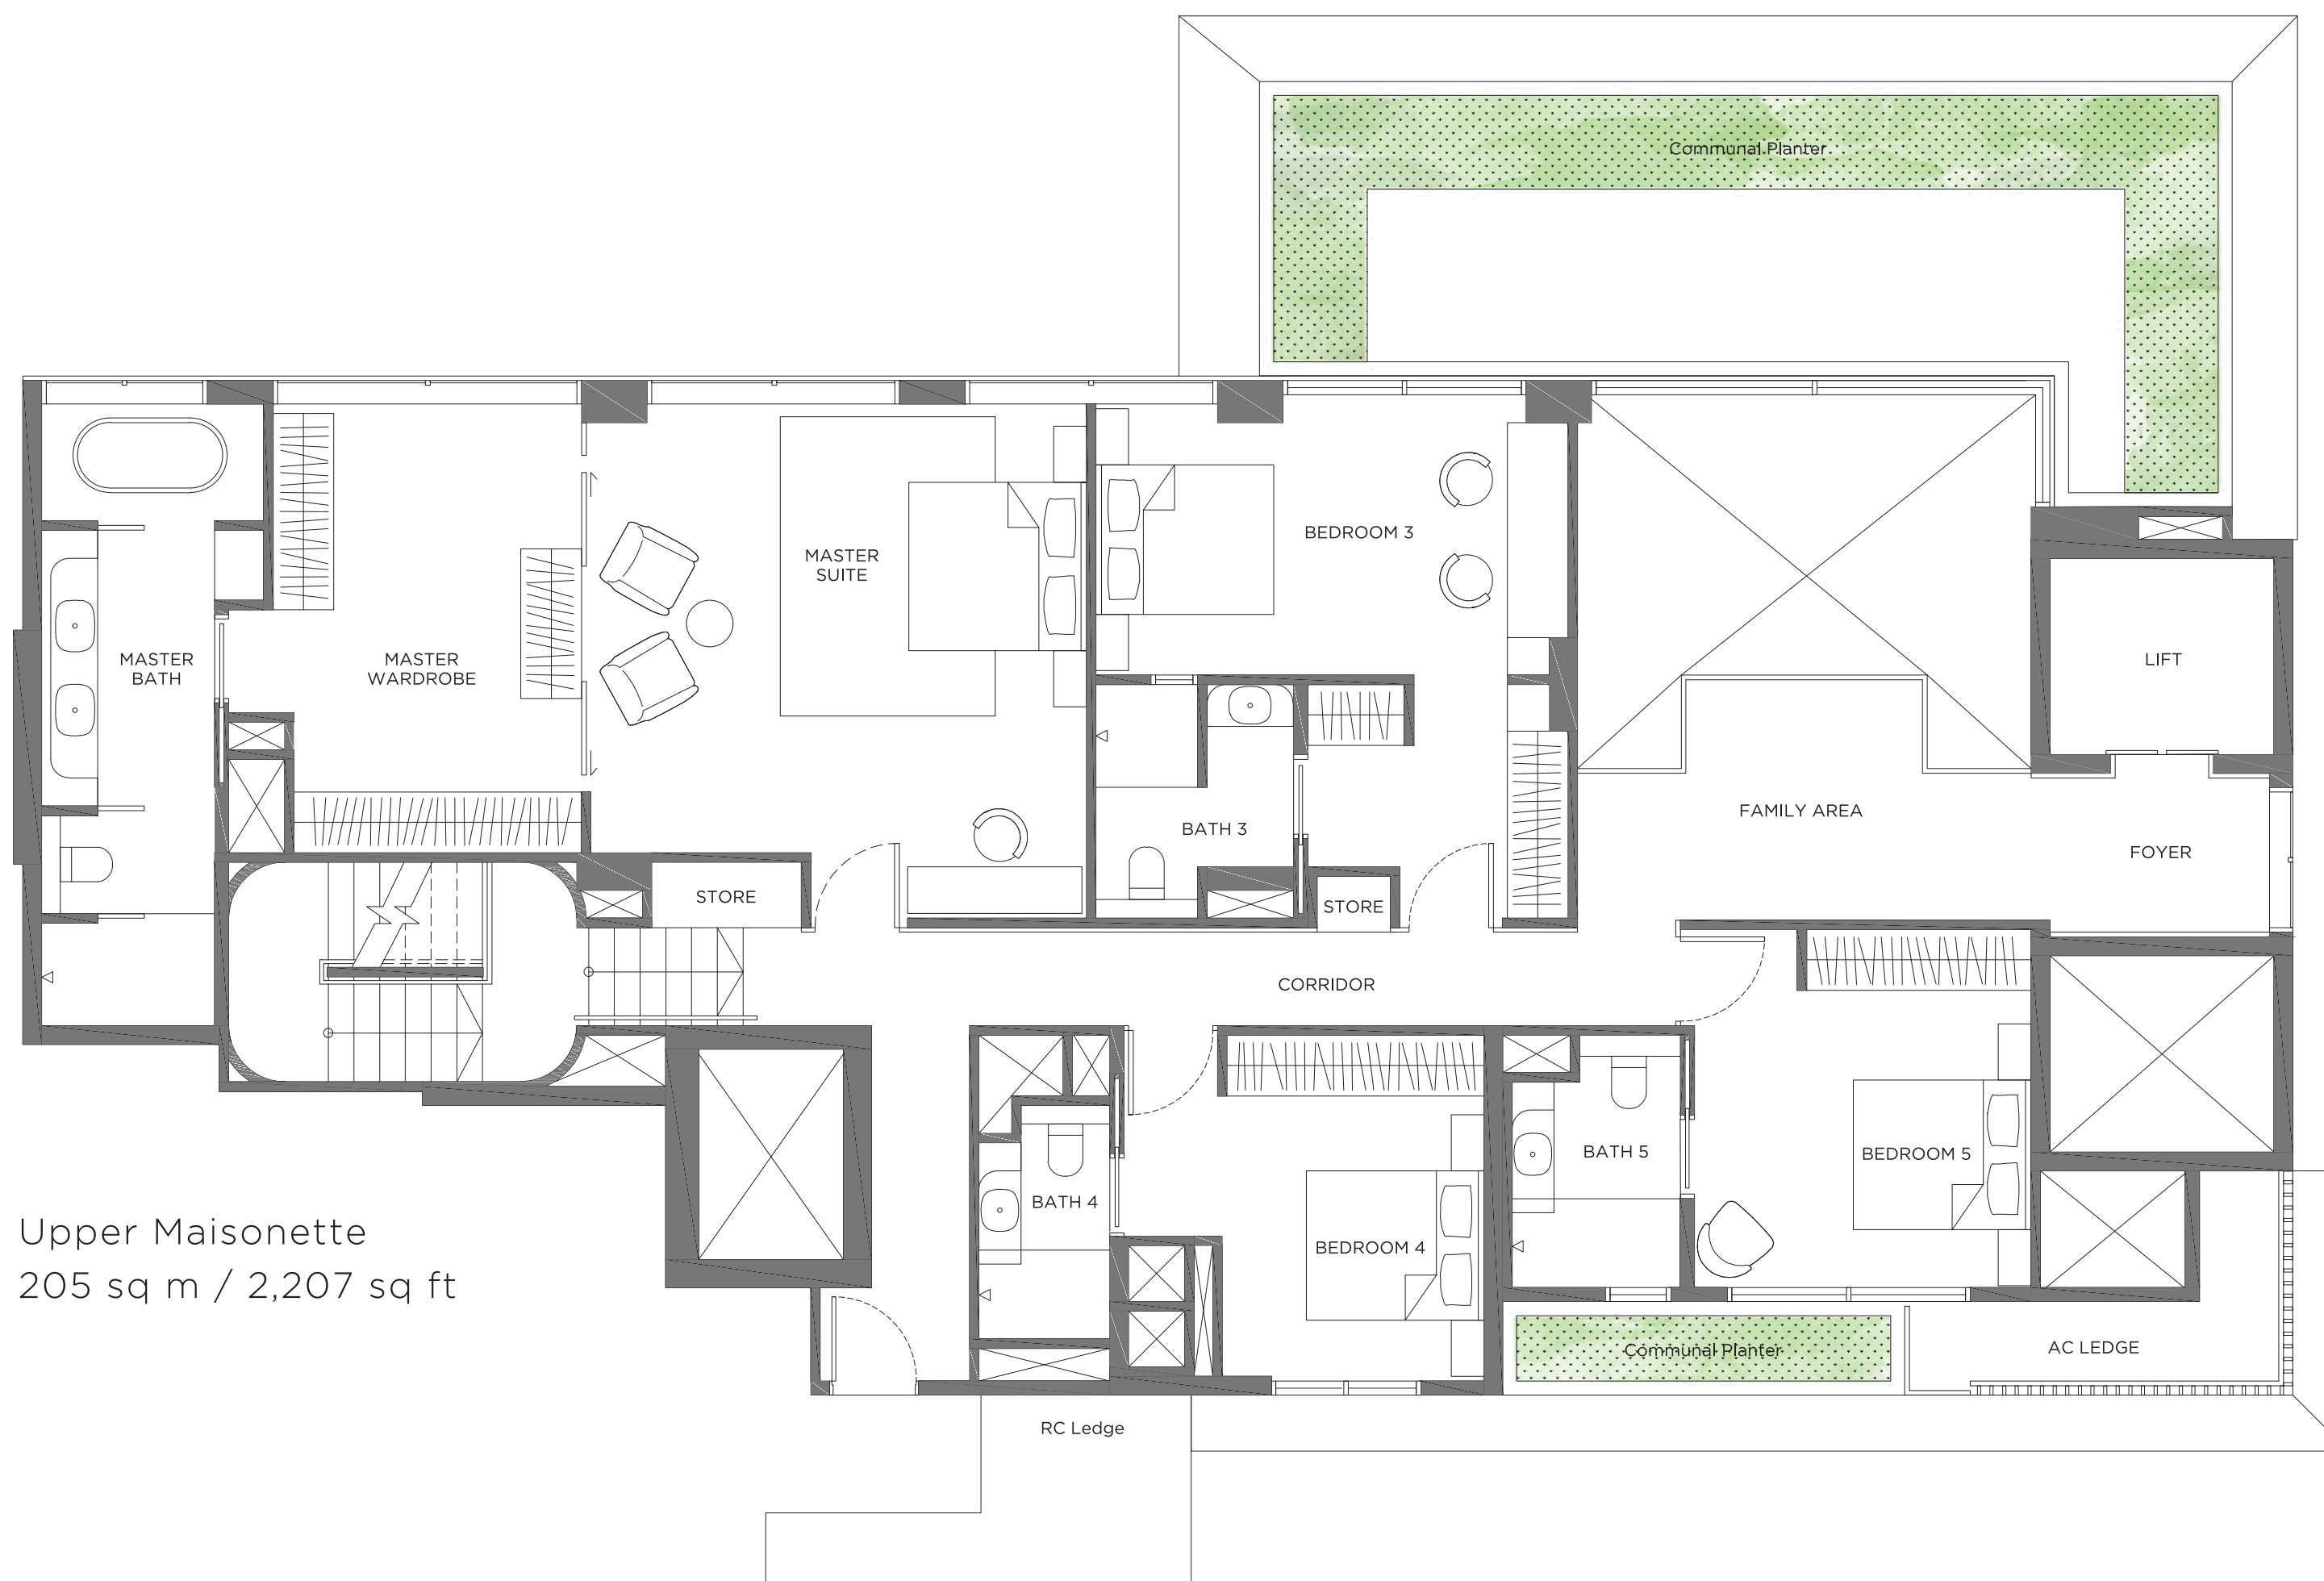 Communal Planter
BEDROOM 3
MASTER
SUITE
MASTER
BATH
MASTER
WARDROBE
LIFT
FAMILY AREA
BATH 3
FOYER
STORE
STORE
CORRIDOR
BATH 5
BEDROOM 5
BATH 4
Upper Maisonette
BEDROOM 4
205 sq m / 2,207 sq ft
Communal Planter
AC LEDGE
RC Ledge